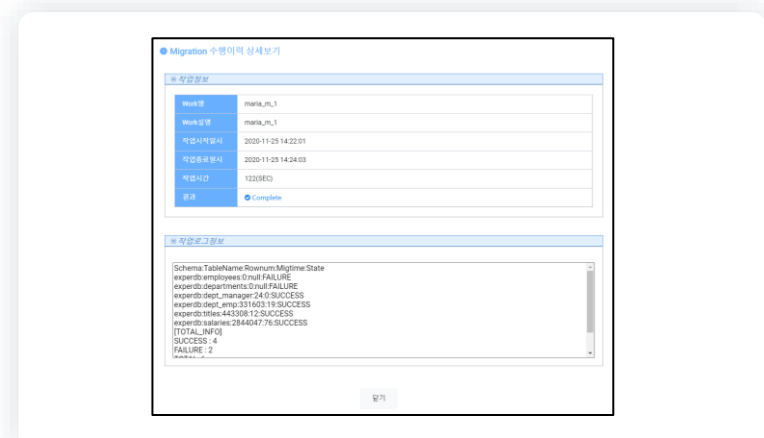 Migration 수행이력 상세보기
※ 작업정보
Work명 maria_m_1
Work설명 maria_m_1
작업시작일시 2020-11-25 14:22:01
작업종료일시 2020-11-25 14:24:03
작업시간 122(SEC)
결과 Complete
※ 작업로그정보
Schema:TableName:Rownum:Migtime:State
experdb:employees:0:null:FAILURE
experdb:departments:0:null:FAILURE
experdb:dept_manager:24:0:SUCCESS
experdb:dept_emp:331603:19:SUCCESS
experdb:titles:443308:12:SUCCESS
experdb:salaries:2844047:76:SUCCESS
[TOTAL_INFO]
SUCCESS : 4
FAILURE : 2
닫기